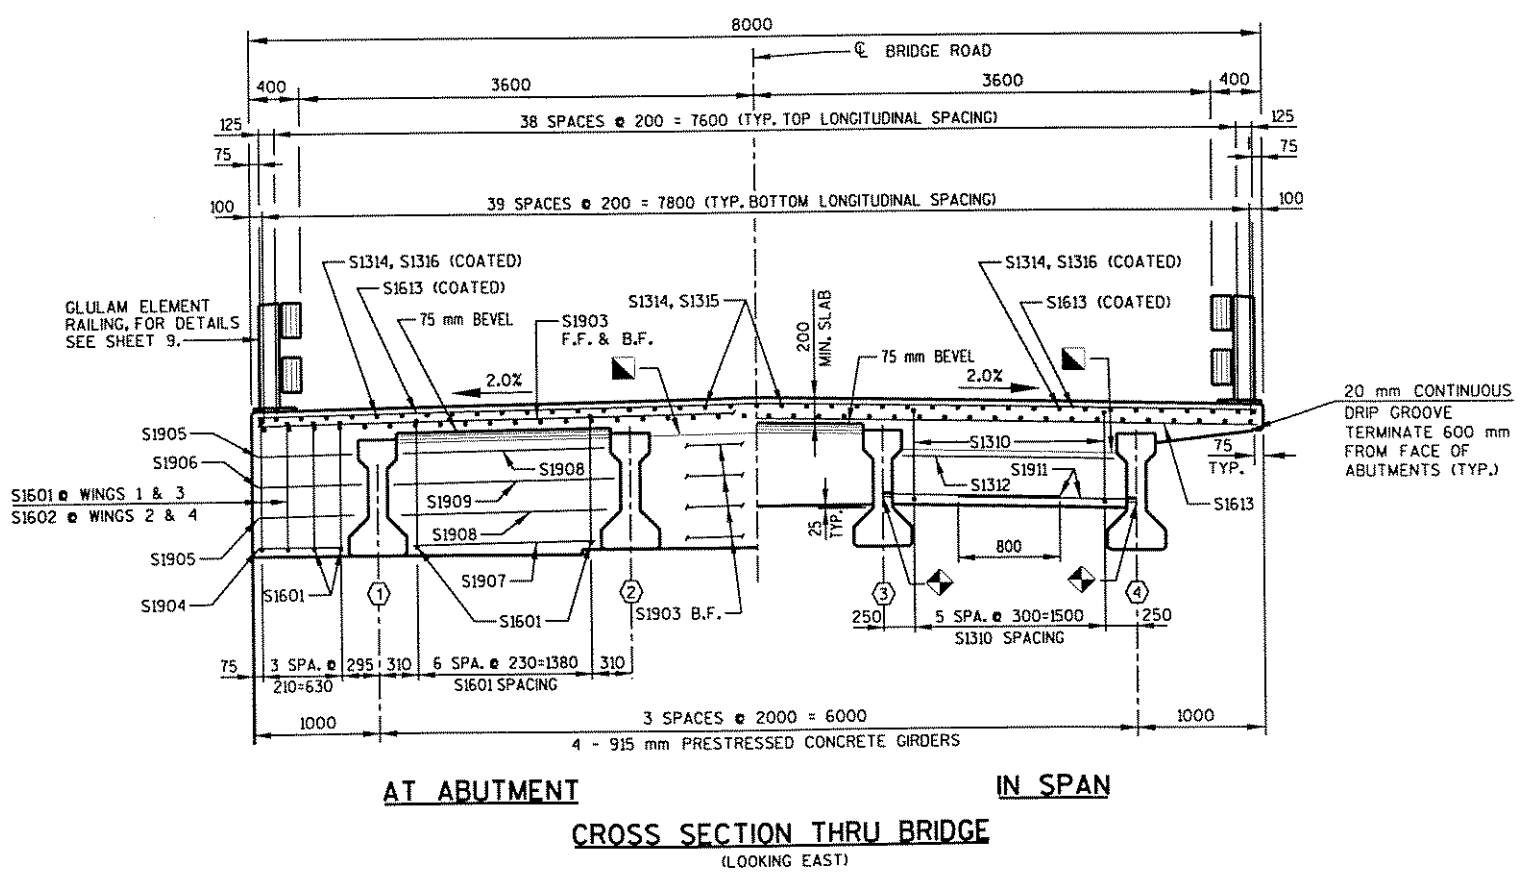 8000
℄ BRIDGE ROAD
400
3600
3600
400
125
38 SPACES @ 200 = 7600 (TYP. TOP LONGITUDINAL SPACING)
125
75
75
100
39 SPACES @ 200 = 7800 (TYP. BOTTOM LONGITUDINAL SPACING)
100
S1314, S1316 (COATED)
S1314, S1316 (COATED)
S1613 (COATED)
S1314, S1315
S1613 (COATED)
GLULAM ELEMENT
RAILING, FOR DETAILS
SEE SHEET 9.
75 mm BEVEL
S1903
F.F. & B.F.
200
MIN. SLAB
75 mm BEVEL
2.0%
2.0%
20 mm CONTINUOUS
DRIP GROOVE
TERMINATE 600 mm
FROM FACE OF
ABUTMENTS (TYP.)
S1905
S1906
S1601 @ WINGS 1 & 3
S1602 @ WINGS 2 & 4
S1905
S1904
S1601
S1908
S1909
S1908
S1907
S1601
S1903 B.F.
S1310
S1911
S1312
75
TYP.
S1613
25
TYP.
800
1
2
3
4
250
5 SPA. @ 300=1500
250
S1310 SPACING
75
3 SPA. @
210=630
295
310
6 SPA. @ 230=1380
310
S1601 SPACING
1000
3 SPACES @ 2000 = 6000
1000
4 - 915 mm PRESTRESSED CONCRETE GIRDERS
AT ABUTMENT
IN SPAN
CROSS SECTION THRU BRIDGE
(LOOKING EAST)